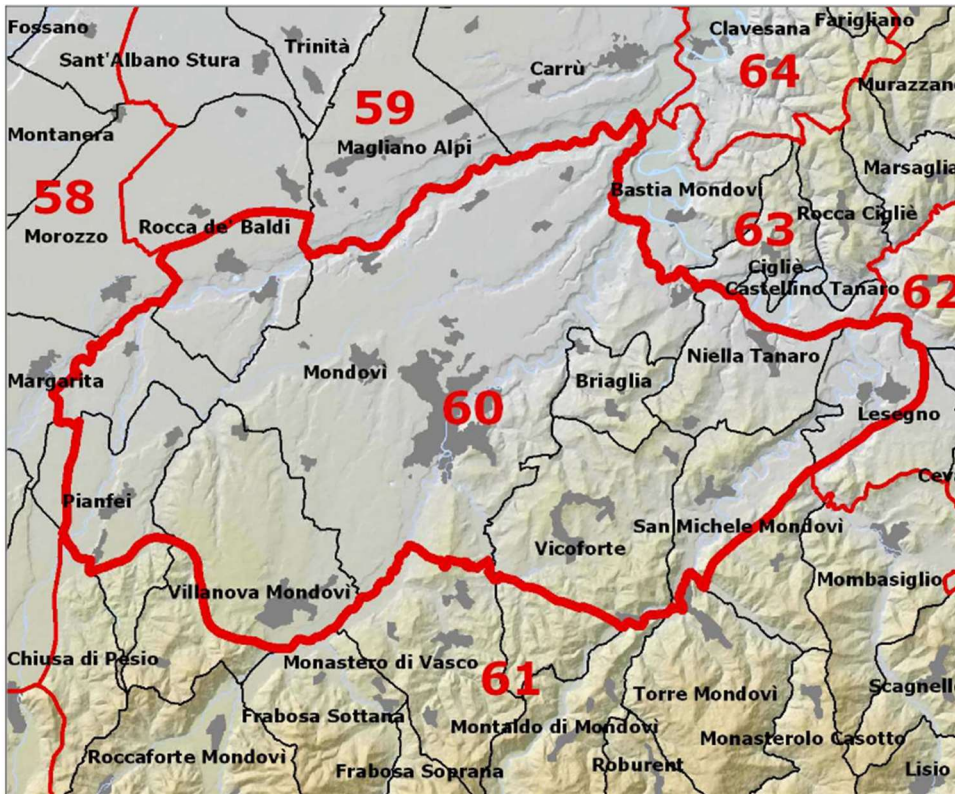 Fossano
Sant'Albano Stura
Trinità
Carrù
Clavesana
Farigliano
64
Murazzano
59
Montanera
Magliano Alpi
Marsaglia
58
Bastia Mondovì
Morozzo
Rocca de' Baldi
63
Rocca Cigliè
Cigliè
Castellino Tanaro
62
Niella Tanaro
Margarita
Mondovì
Briaglia
60
Lesegno
Ceva
Pianfei
San Michele Mondovì
Vicoforte
Villanova Mondovì
Mombasiglio
Chiusa di Pesio
Monastero di Vasco
61
Torre Mondovì
Scagnello
Frabosa Sottana
Montaldo di Mondovì
Monasterolo Casotto
Roccaforte Mondovì
Frabosa Soprana
Roburent
Lisio